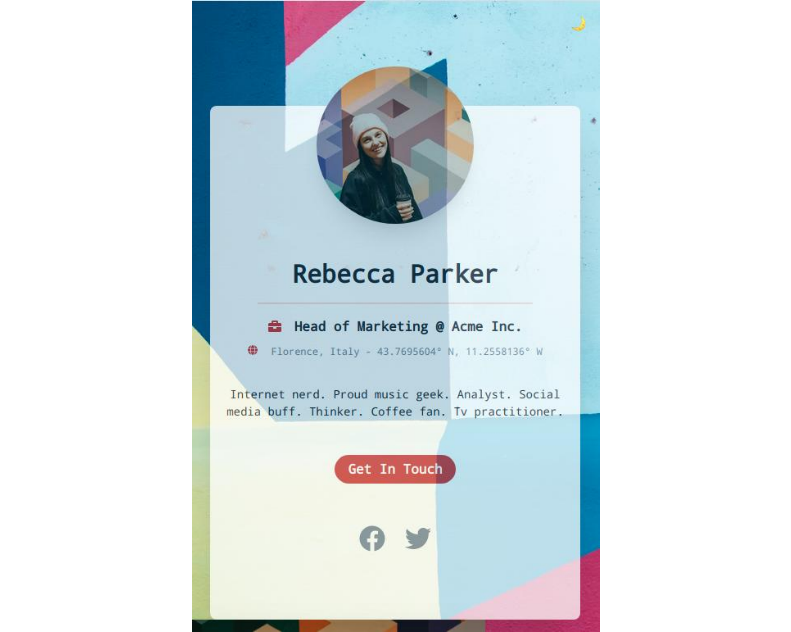 Rebecca Parker
Head of Marketing @ Acme Inc.
Florence, Italy - 43.7695604° N, 11.2558136° W
Internet nerd. Proud music geek. Analyst. Social
media buff. Thinker. Coffee fan. Tv practitioner.
Get In Touch